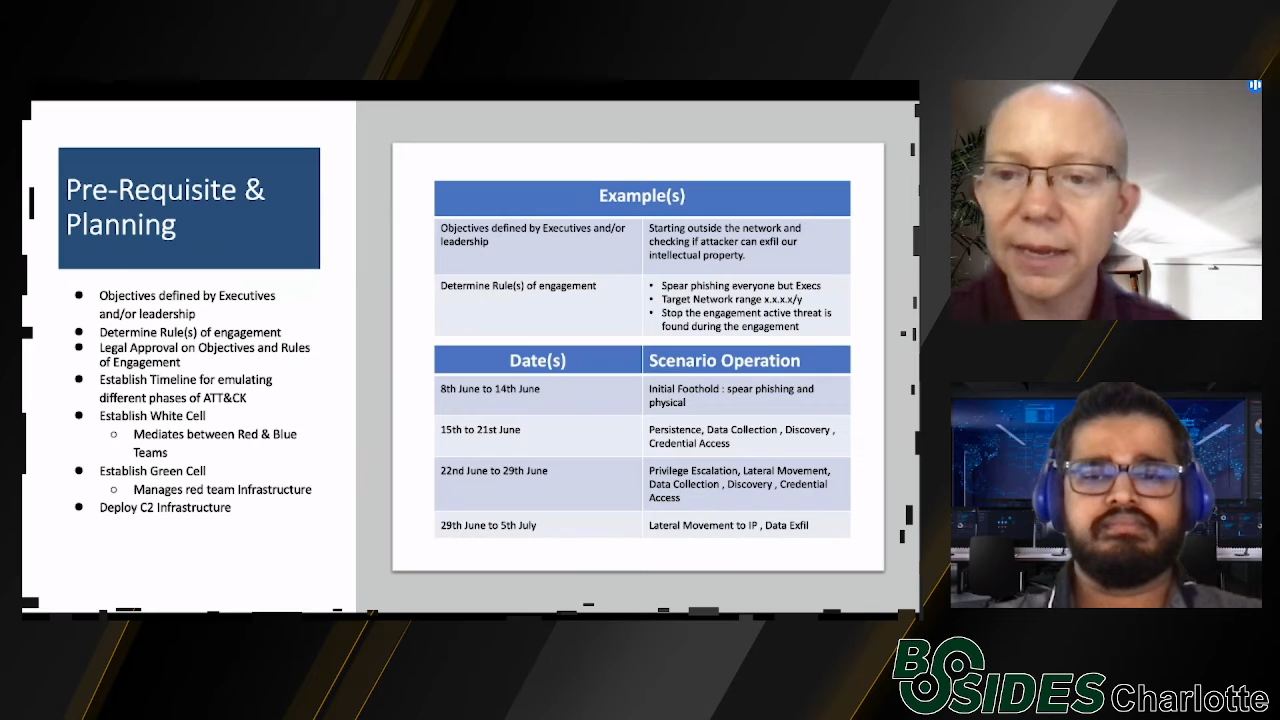 Pre-Requisite &
Planning
● Objectives defined by Executives
and/or leadership
● Determine Rule(s) of engagement
● Legal Approval on Objectives and Rules
of Engagement
● Establish Timeline for emulating
different phases of ATT&CK
● Establish White Cell
○ Mediates between Red & Blue
Teams
● Establish Green Cell
○ Manages red team Infrastructure
● Deploy C2 Infrastructure
Example(s)
Objectives defined by Executives and/or
leadership
Starting outside the network and
checking if attacker can exfil our
intellectual property.
Determine Rule(s) of engagement
• Spear phishing everyone but Execs
• Target Network range x.x.x.x/y
• Stop the engagement active threat is
found during the engagement
Date(s)
Scenario Operation
8th June to 14th June
Initial Foothold : spear phishing and
physical
15th to 21st June
Persistence, Data Collection , Discovery ,
Credential Access
22nd June to 29th June
Privilege Escalation, Lateral Movement,
Data Collection , Discovery , Credential
Access
29th June to 5th July
Lateral Movement to IP , Data Exfil
BSIDES Charlotte